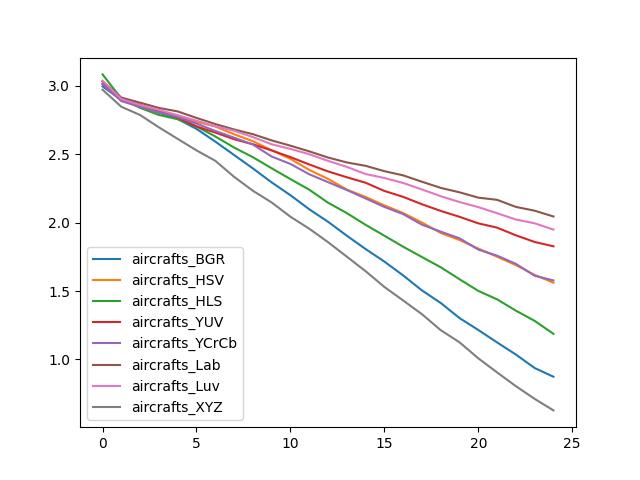 3.0
2.5
2.0
1.5
1.0
aircrafts_BGR
aircrafts_HSV
aircrafts_HLS
aircrafts_YUV
aircrafts_YCrCb
aircrafts_Lab
aircrafts_Luv
aircrafts_XYZ
0 5 10 15 20 25